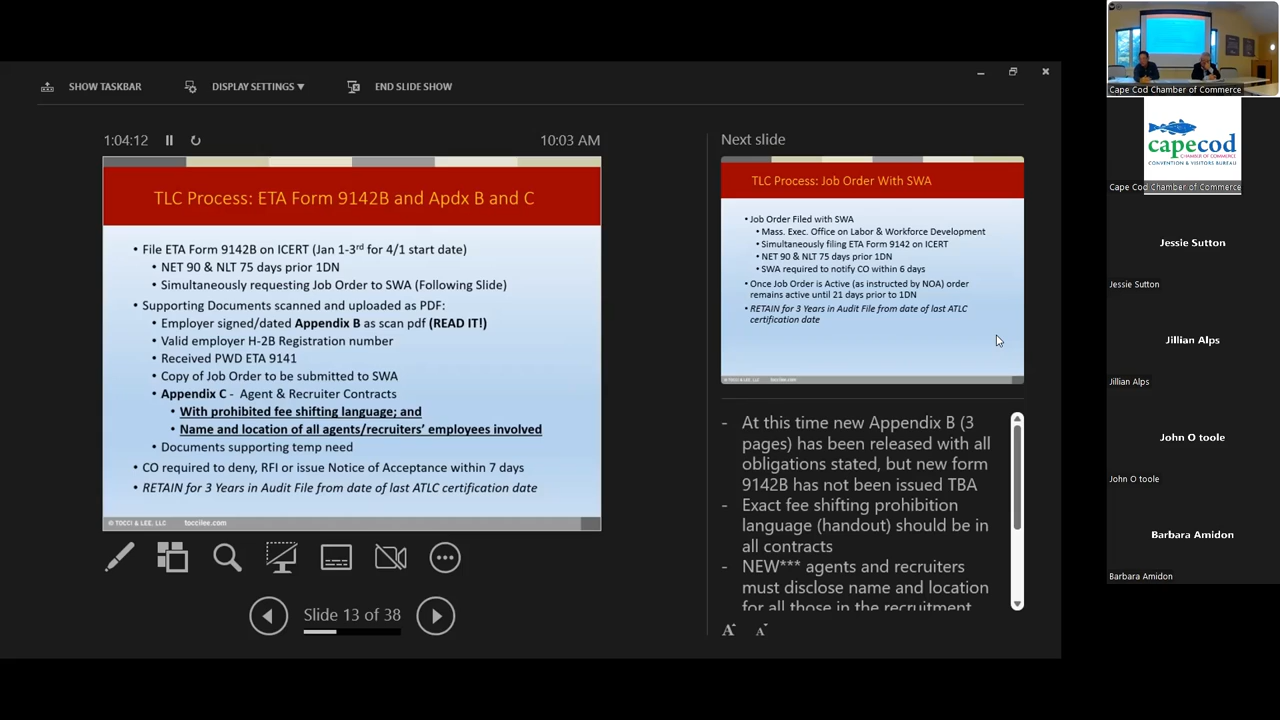 SHOW TASKBAR
DISPLAY SETTINGS ▼
END SLIDE SHOW
1:04:12
10:03 AM
TLC Process: ETA Form 9142B and Apdx B and C
• File ETA Form 9142B on ICERT (Jan 1-3rd for 4/1 start date)
• NET 90 & NLT 75 days prior 1DN
• Simultaneously requesting Job Order to SWA (Following Slide)
• Supporting Documents scanned and uploaded as PDF:
• Employer signed/dated Appendix B as scan pdf (READ IT!)
• Valid employer H-2B Registration number
• Received PWD ETA 9141
• Copy of Job Order to be submitted to SWA
• Appendix C - Agent & Recruiter Contracts
• With prohibited fee shifting language; and
• Name and location of all agents/recruiters' employees involved
• Documents supporting temp need
• CO required to deny, RFI or issue Notice of Acceptance within 7 days
• RETAIN for 3 Years in Audit File from date of last ATLC certification date
© TOCCI & LEE, LLC toccilee.com
Slide 13 of 38
Next slide
TLC Process: Job Order With SWA
• Job Order Filed with SWA
• Mass. Exec. Office on Labor & Workforce Development
• Simultaneously filing ETA Form 9142 on ICERT
• NET 90 & NLT 75 days prior 1DN
• SWA required to notify CO within 6 days
• Once Job Order is Active (as instructed by NOA) order
remains active until 21 days prior to 1DN
• RETAIN for 3 Years in Audit File from date of last ATLC
certification date
© TOCCI & LEE, LLC toccilee.com
- At this time new Appendix B (3
pages) has been released with all
obligations stated, but new form
9142B has not been issued TBA
- Exact fee shifting prohibition
language (handout) should be in
all contracts
- NEW*** agents and recruiters
must disclose name and location
for all those in the recruitment
A A
Cape Cod Chamber of Commerce
capecod
CHAMBER OF COMMERCE
CONVENTION & VISITORS BUREAU
Cape Cod Chamber of Commerce
Jessie Sutton
Jessie Sutton
Jillian Alps
Jillian Alps
John O toole
John O toole
Barbara Amidon
Barbara Amidon